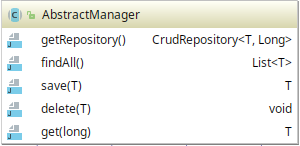 C AbstractManager
getRepository() CrudRepository<T, Long>
findAll() List<T>
save(T) T
delete(T) void
get(long) T